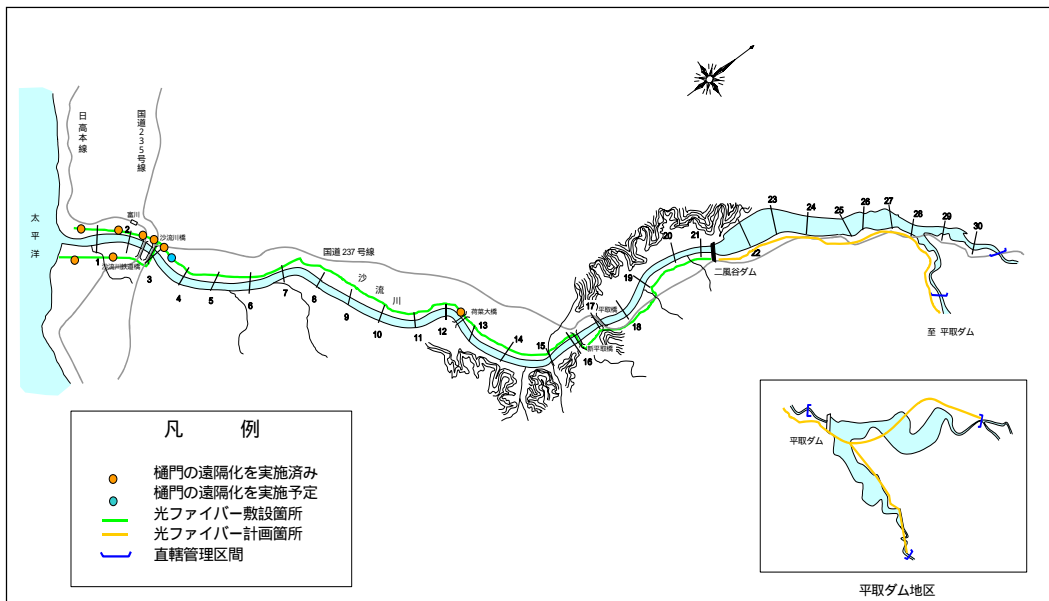 太平洋
日高本線
国道235号線
富川
沙流川橋
沙流川鉄道橋
国道237号線
沙流川
荷菜大橋
平取橋
新平取橋
二風谷ダム
至 平取ダム
1
2
3
4
5
6
7
8
9
10
11
12
13
14
15
16
17
18
19
20
21
22
23
24
25
26
27
28
29
30
凡 例
樋門の遠隔化を実施済み
樋門の遠隔化を実施予定
光ファイバー敷設箇所
光ファイバー計画箇所
直轄管理区間
平取ダム
平取ダム地区